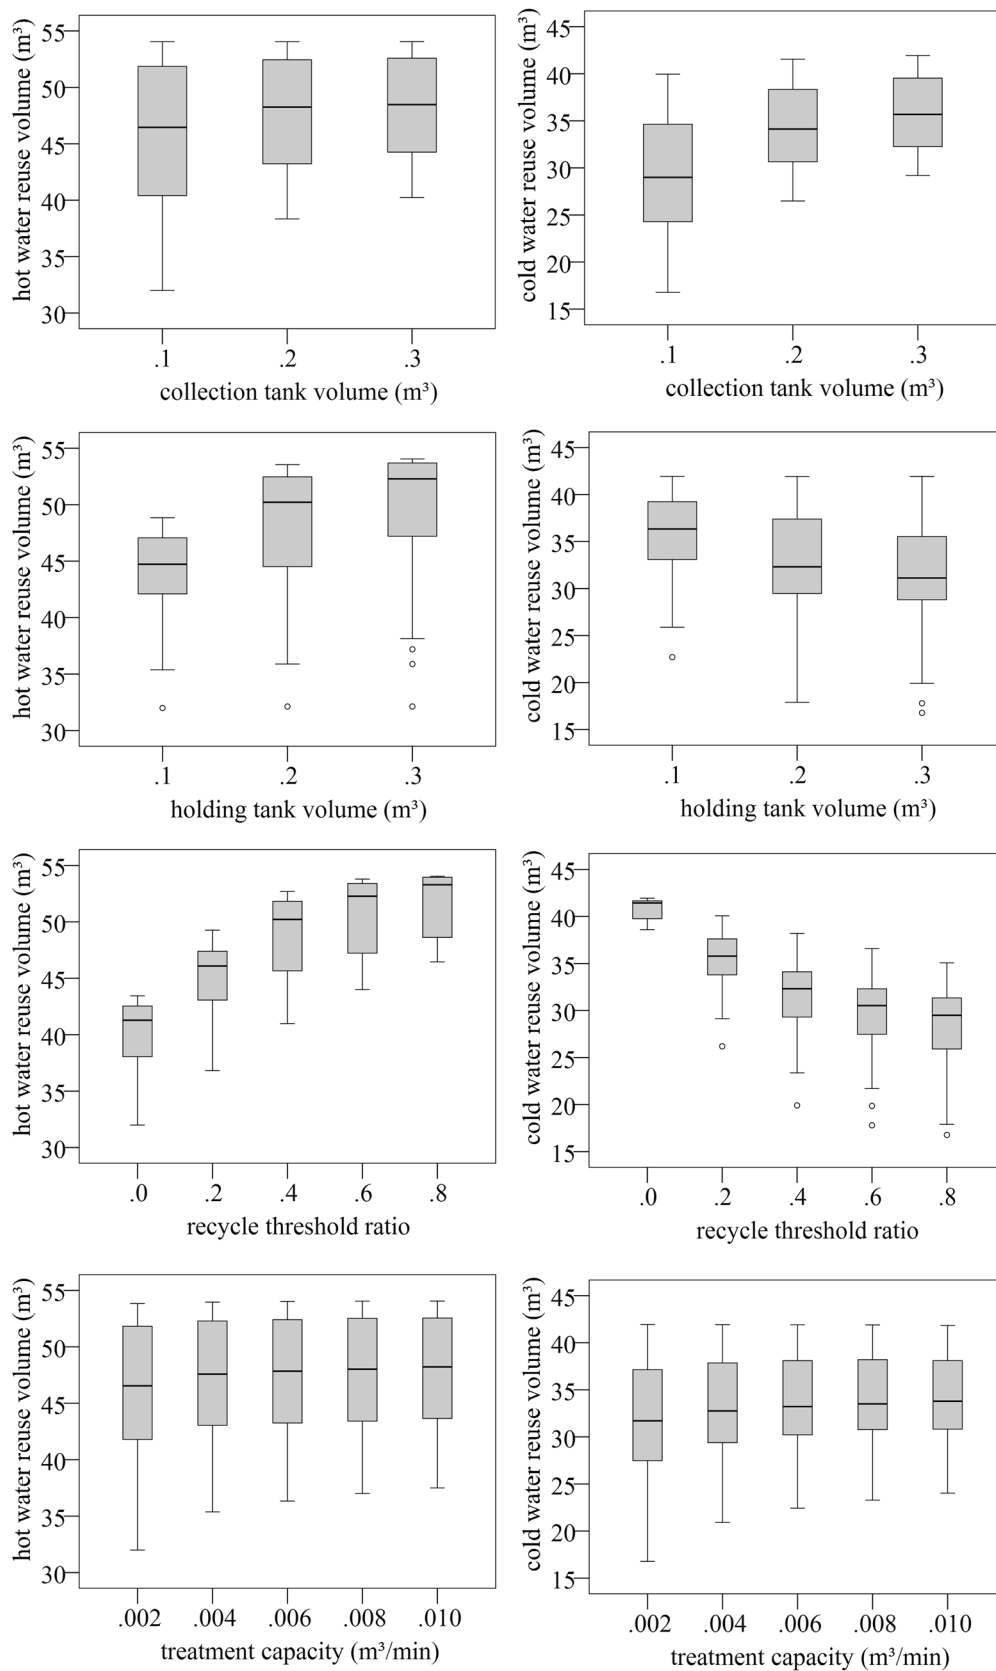 hot water reuse volume (m³)
55
50
45
40
35
30
.1 .2 .3
collection tank volume (m³)
cold water reuse volume (m³)
45
40
35
30
25
20
15
.1 .2 .3
collection tank volume (m³)
hot water reuse volume (m³)
55
50
45
40
35
30
.1 .2 .3
holding tank volume (m³)
cold water reuse volume (m³)
45
40
35
30
25
20
15
.1 .2 .3
holding tank volume (m³)
hot water reuse volume (m³)
55
50
45
40
35
30
.0 .2 .4 .6 .8
recycle threshold ratio
cold water reuse volume (m³)
45
40
35
30
25
20
15
.0 .2 .4 .6 .8
recycle threshold ratio
hot water reuse volume (m³)
55
50
45
40
35
30
.002 .004 .006 .008 .010
treatment capacity (m³/min)
cold water reuse volume (m³)
45
40
35
30
25
20
15
.002 .004 .006 .008 .010
treatment capacity (m³/min)